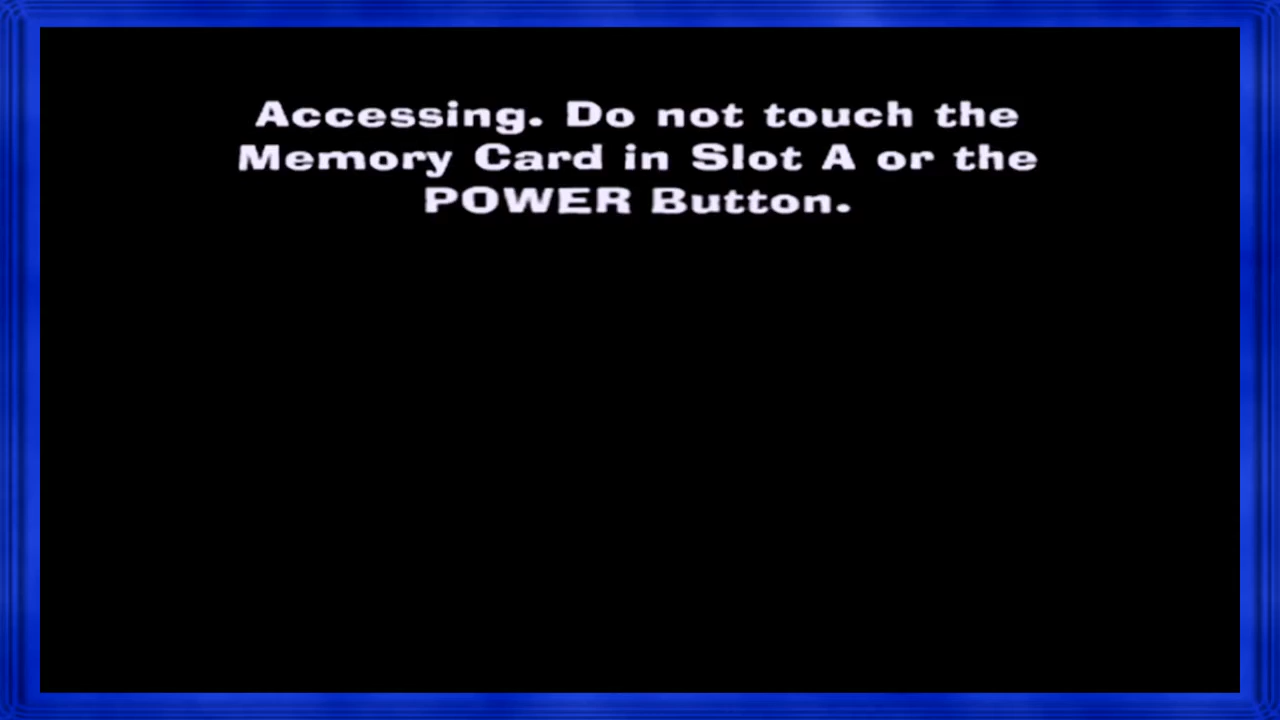 Accessing. Do not touch the
Memory Card in Slot A or the
POWER Button.